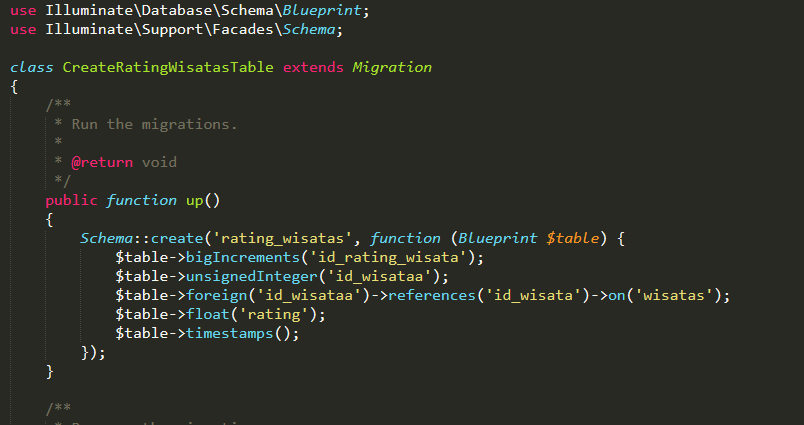 use Illuminate\Database\Schema\Blueprint;
use Illuminate\Support\Facades\Schema;
class CreateRatingWisatasTable extends Migration
{
/**
* Run the migrations.
*
* @return void
*/
public function up()
{
Schema::create('rating_wisatas', function (Blueprint $table) {
$table->bigIncrements('id_rating_wisata');
$table->unsignedInteger('id_wisataa');
$table->foreign('id_wisataa')->references('id_wisata')->on('wisatas');
$table->float('rating');
$table->timestamps();
});
}
/**